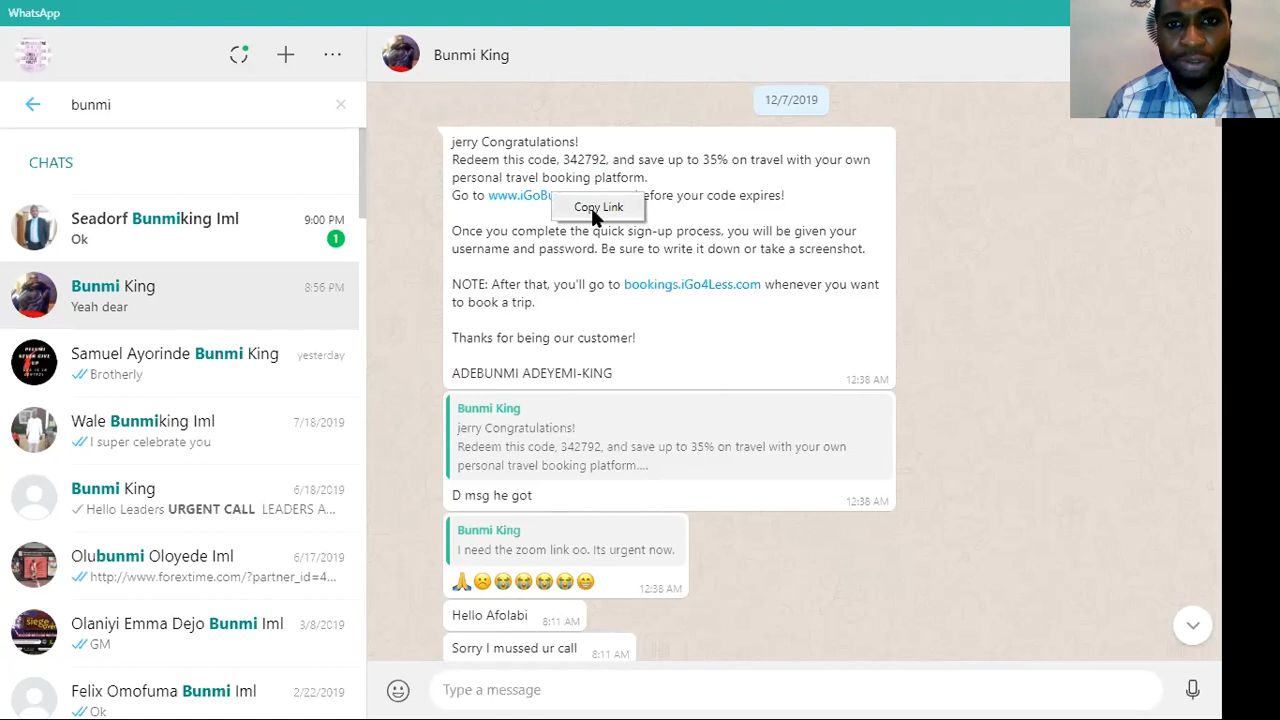 WhatsApp
bunmi
CHATS
Seadorf Bunmiking Iml
9:00 PM
Ok
1
Bunmi King
8:56 PM
Yeah dear
Samuel Ayorinde Bunmi King
yesterday
Brotherly
Wale Bunmiking Iml
7/18/2019
I super celebrate you
Bunmi King
6/18/2019
Hello Leaders URGENT CALL LEADERS A...
Olubunmi Oloyede Iml
6/17/2019
http://www.forextime.com/?partner_id=4...
Olaniyi Emma Dejo Bunmi Iml
3/8/2019
GM
Felix Omofuma Bunmi Iml
2/22/2019
Ok
Bunmi King
12/7/2019
jerry Congratulations!
Redeem this code, 342792, and save up to 35% on travel with your own
personal travel booking platform.
Go to www.iGoBu efore your code expires!
Copy Link
Once you complete the quick sign-up process, you will be given your
username and password. Be sure to write it down or take a screenshot.
NOTE: After that, you'll go to bookings.iGo4Less.com whenever you want
to book a trip.
Thanks for being our customer!
ADEBUNMI ADEYEMI-KING
12:38 AM
Bunmi King
jerry Congratulations!
Redeem this code, 342792, and save up to 35% on travel with your own
personal travel booking platform....
D msg he got
12:38 AM
Bunmi King
I need the zoom link oo. Its urgent now.
12:38 AM
Hello Afolabi
8:11 AM
Sorry I mussed ur call
8:11 AM
Type a message